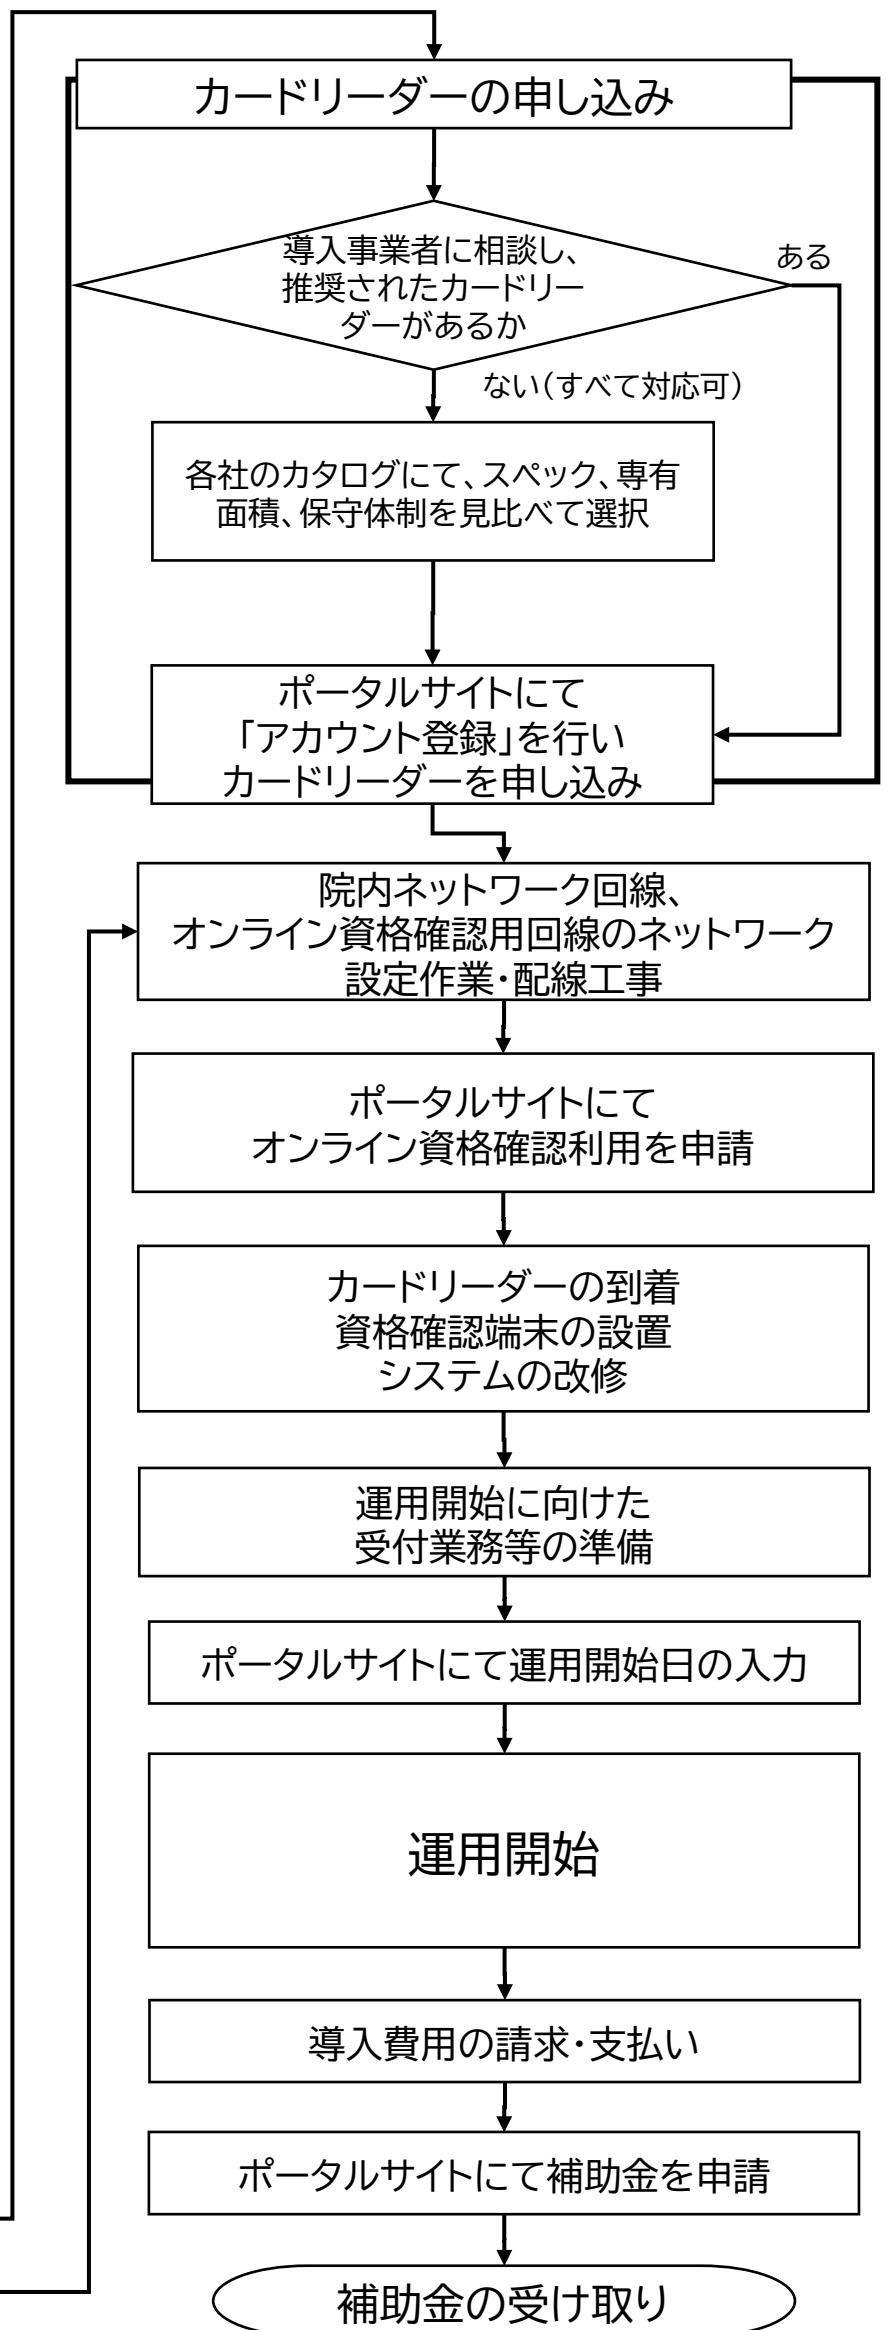 カードリーダーの申し込み
導入事業者に相談し、
推奨されたカードリー
ダーがあるか
ある
ない（すべて対応可）
各社のカタログにて、スペック、専有
面積、保守体制を見比べて選択
ポータルサイトにて
「アカウント登録」を行い
カードリーダーを申し込み
院内ネットワーク回線、
オンライン資格確認用回線のネットワーク
設定作業・配線工事
ポータルサイトにて
オンライン資格確認利用を申請
カードリーダーの到着
資格確認端末の設置
システムの改修
運用開始に向けた
受付業務等の準備
ポータルサイトにて運用開始日の入力
運用開始
導入費用の請求・支払い
ポータルサイトにて補助金を申請
補助金の受け取り